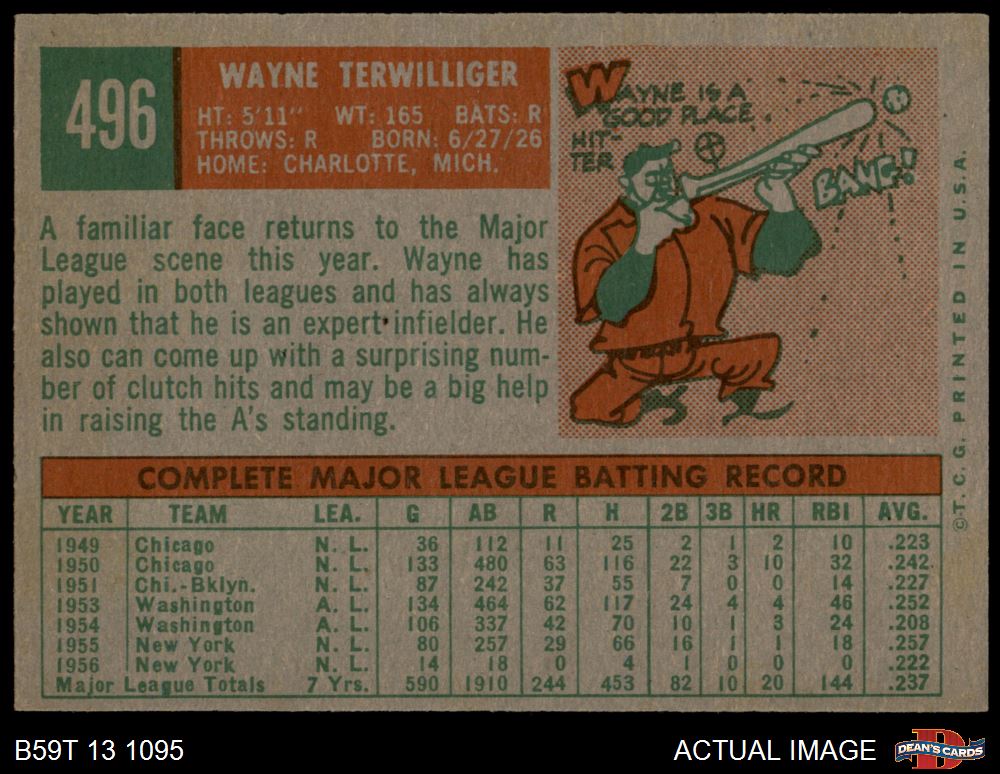 496
WAYNE TERWILLIGER
HT: 5'11" WT: 165 BATS: R
THROWS: R BORN: 6/27/26
HOME: CHARLOTTE, MICH.
WAYNE IS A
GOOD PLACE
HIT-
TER
BANG!
A familiar face returns to the Major
League scene this year. Wayne has
played in both leagues and has always
shown that he is an expert infielder. He
also can come up with a surprising num-
ber of clutch hits and may be a big help
in raising the A's standing.
COMPLETE MAJOR LEAGUE BATTING RECORD
YEAR TEAM LEA. G AB R H 2B 3B HR RBI AVG.
1949 Chicago N. L. 36 112 11 25 2 1 2 10 .223
1950 Chicago N. L. 133 480 63 116 22 3 10 32 .242
1951 Chi.-Bklyn. N. L. 87 242 37 55 7 0 0 14 .227
1953 Washington A. L. 134 464 62 117 24 4 4 46 .252
1954 Washington A. L. 106 337 42 70 10 1 3 24 .208
1955 New York N. L. 80 257 29 66 16 1 1 18 .257
1956 New York N. L. 14 18 0 4 1 0 0 0 .222
Major League Totals 7 Yrs. 590 1910 244 453 82 10 20 144 .237
©T. C. G. PRINTED IN U.S.A.
B59T 13 1095
ACTUAL IMAGE
D
DEAN'S CARDS